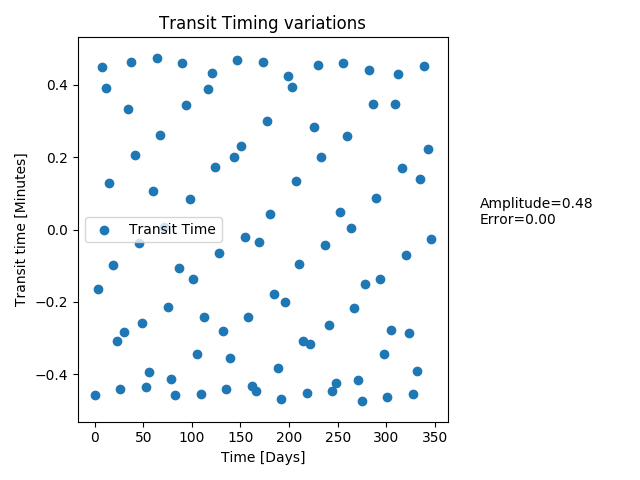 Transit Timing variations
Transit time [Minutes]
0.4
0.2
0.0
−0.2
−0.4
Transit Time
0
50
100
150
200
250
300
350
Time [Days]
Amplitude=0.48
Error=0.00